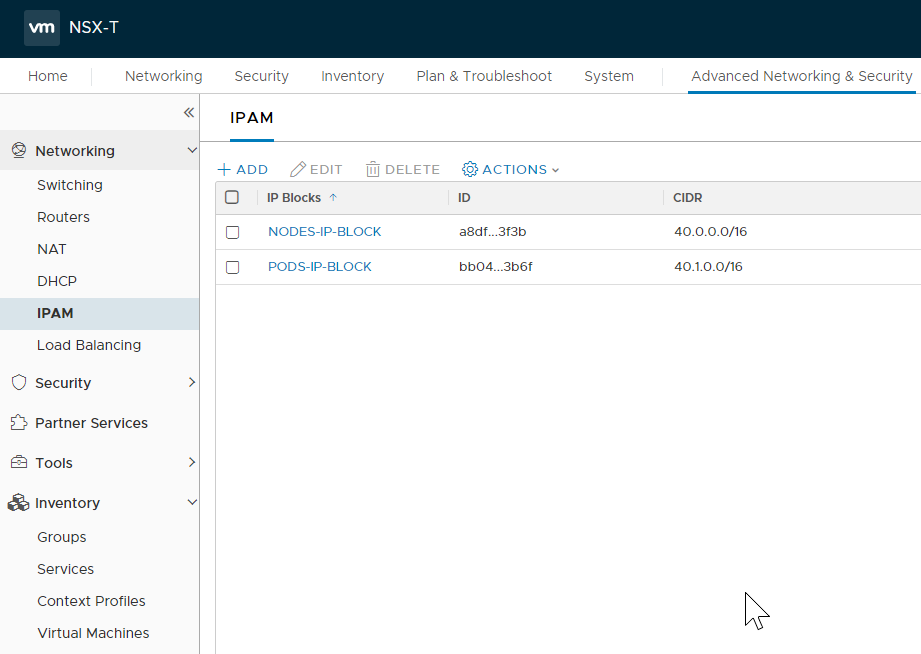 vm NSX-T
Home Networking Security Inventory Plan & Troubleshoot System Advanced Networking & Security
Networking
Switching
Routers
NAT
DHCP
IPAM
Load Balancing
Security
Partner Services
Tools
Inventory
Groups
Services
Context Profiles
Virtual Machines
IPAM
ADD EDIT DELETE ACTIONS
IP Blocks ID CIDR
NODES-IP-BLOCK a8df...3f3b 40.0.0.0/16
PODS-IP-BLOCK bb04...3b6f 40.1.0.0/16